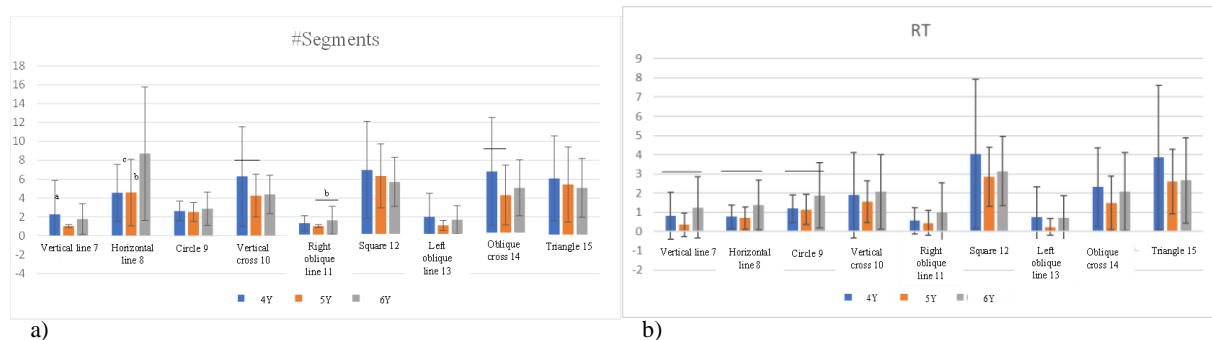 #Segments
18
16
14
12
10
8
6
4
2
0
-2
-4
a
c
b
b
Vertical line 7
Horizontal line 8
Circle 9
Vertical cross 10
Right oblique line 11
Square 12
Left oblique line 13
Oblique cross 14
Triangle 15
4Y 5Y 6Y
a)
RT
9
8
7
6
5
4
3
2
1
0
-1
-2
Vertical line 7
Horizontal line 8
Circle 9
Vertical cross 10
Right oblique line 11
Square 12
Left oblique line 13
Oblique cross 14
Triangle 15
4Y 5Y 6Y
b)